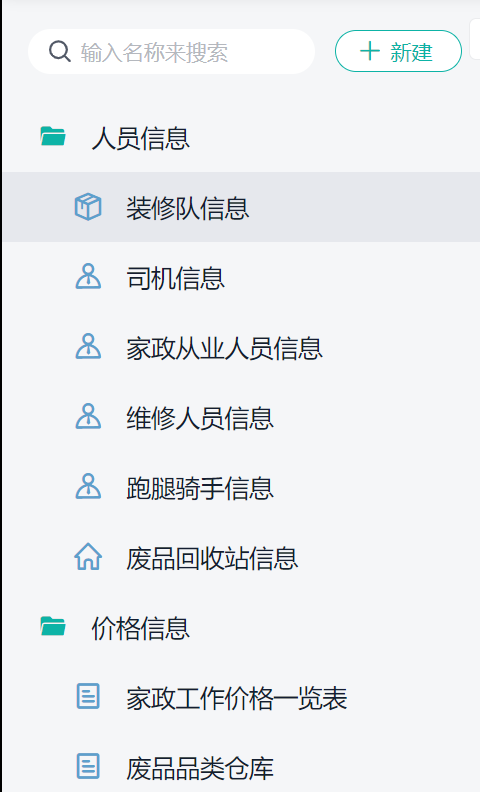 输入名称来搜索
新建
人员信息
装修队信息
司机信息
家政从业人员信息
维修人员信息
跑腿骑手信息
废品回收站信息
价格信息
家政工作价格一览表
废品品类仓库